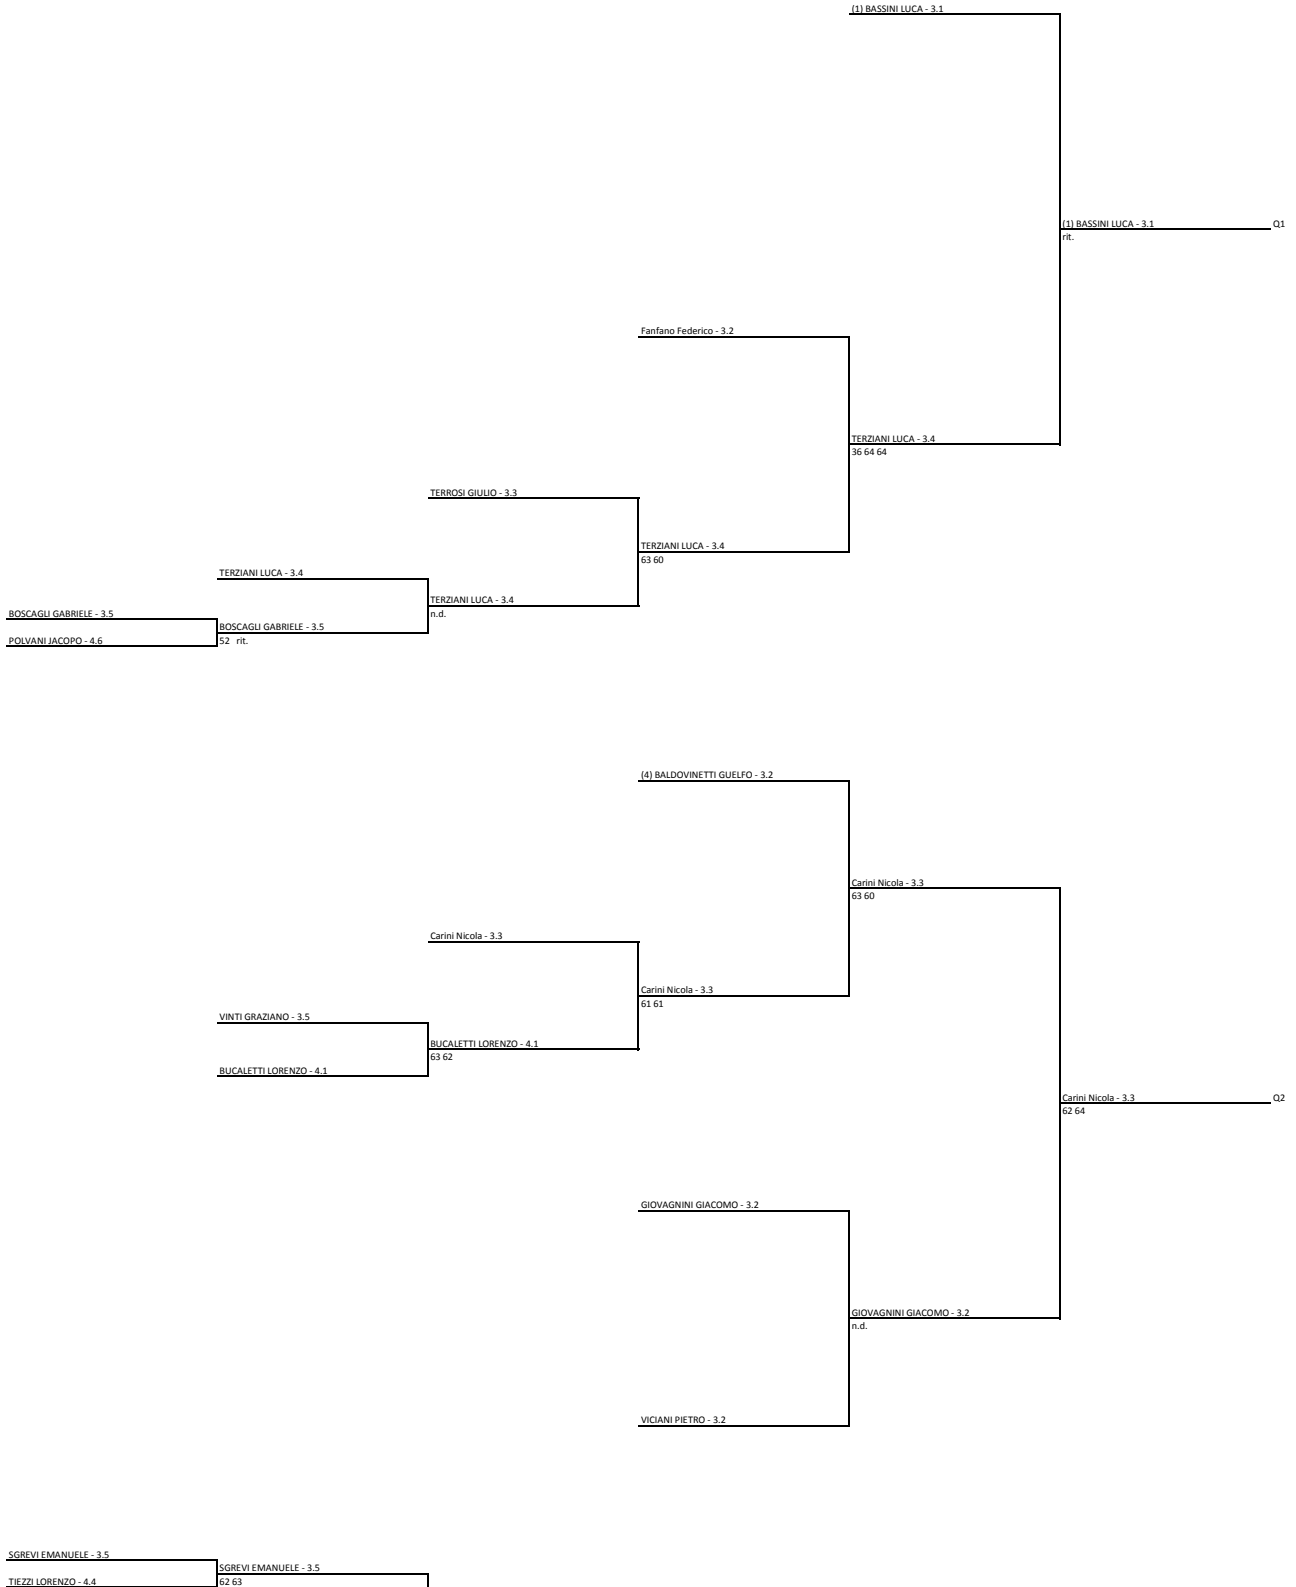 (1) BASSINI LUCA - 3.1
(1) BASSINI LUCA - 3.1
Q1
rit.
Fanfano Federico - 3.2
TERZIANI LUCA - 3.4
36 64 64
TERROSI GIULIO - 3.3
TERZIANI LUCA - 3.4
63 60
TERZIANI LUCA - 3.4
TERZIANI LUCA - 3.4
n.d.
BOSCAGLI GABRIELE - 3.5
BOSCAGLI GABRIELE - 3.5
POLVANI JACOPO - 4.6
52 rit.
(4) BALDOVINETTI GUELFO - 3.2
Carini Nicola - 3.3
63 60
Carini Nicola - 3.3
Carini Nicola - 3.3
61 61
VINTI GRAZIANO - 3.5
BUCALETTI LORENZO - 4.1
63 62
BUCALETTI LORENZO - 4.1
Carini Nicola - 3.3
Q2
62 64
GIOVAGNINI GIACOMO - 3.2
GIOVAGNINI GIACOMO - 3.2
n.d.
VICIANI PIETRO - 3.2
SGREVI EMANUELE - 3.5
SGREVI EMANUELE - 3.5
TIEZZI LORENZO - 4.4
62 63